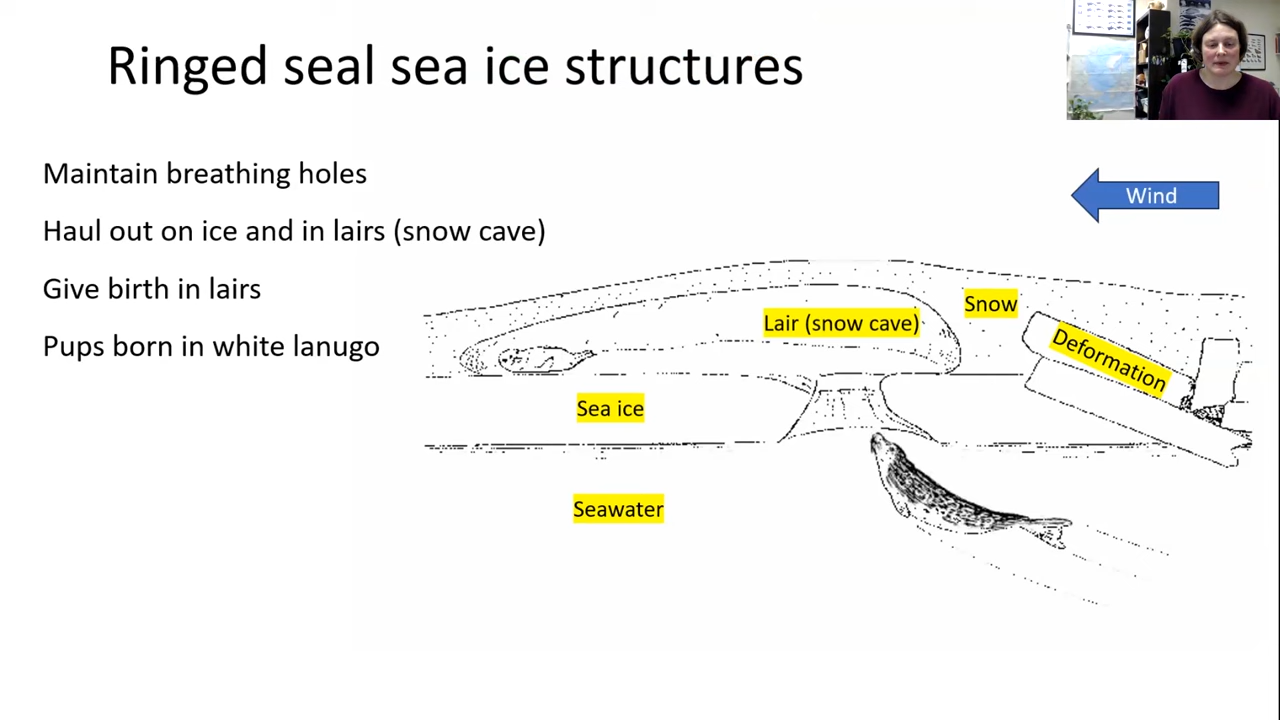 Ringed seal sea ice structures
Maintain breathing holes
Haul out on ice and in lairs (snow cave)
Give birth in lairs
Pups born in white lanugo
Wind
Snow
Lair (snow cave)
Deformation
Sea ice
Seawater